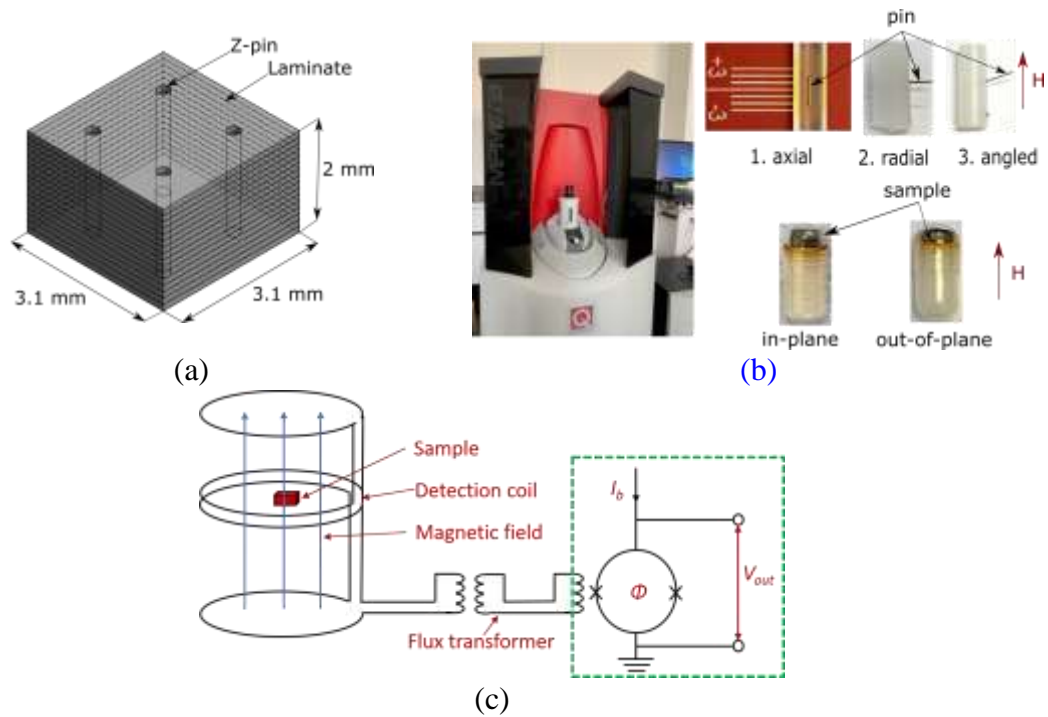 Z-pin
Laminate
2 mm
3.1 mm
3.1 mm
(a)
MPMS
pin
H
1. axial
2. radial
3. angled
sample
H
in-plane
out-of-plane
(b)
Sample
Detection coil
Magnetic field
Flux transformer
I_b
Φ
V_out
(c)